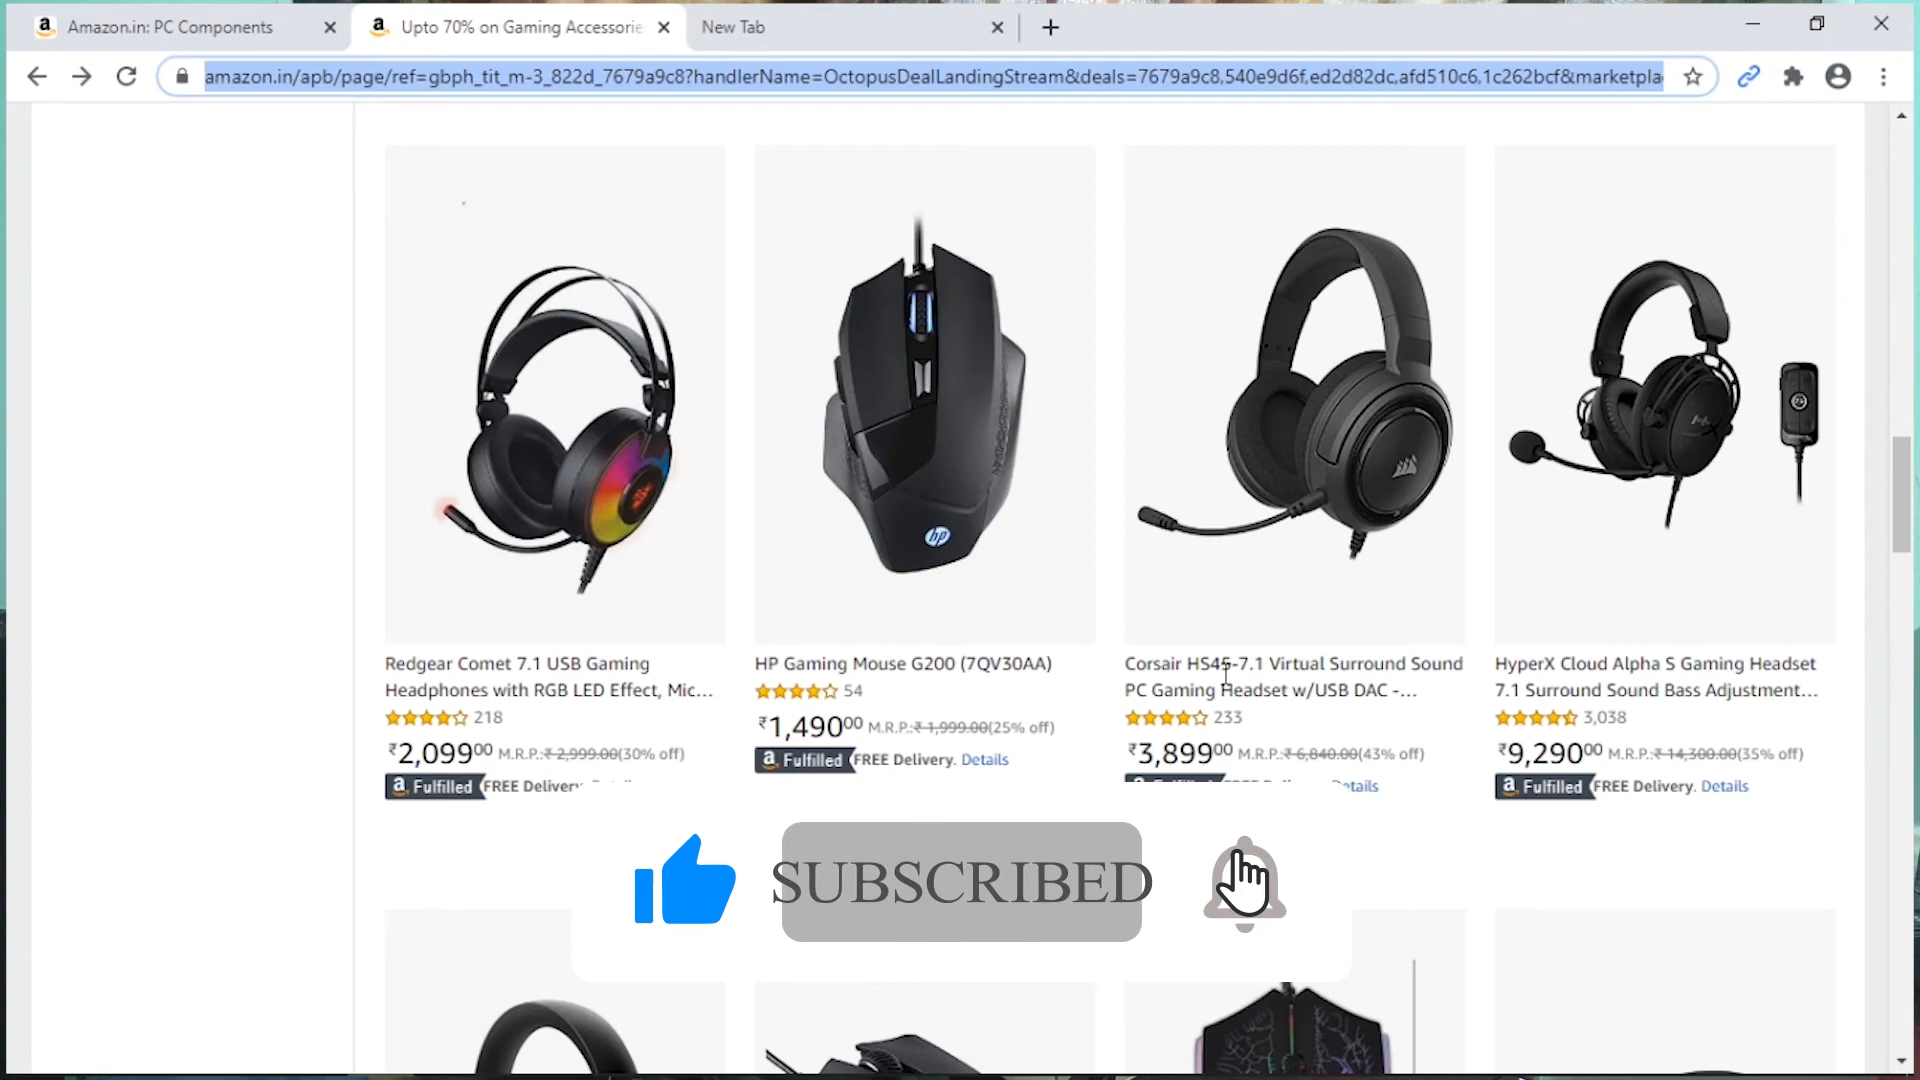 Amazon.in: PC Components
Upto 70% on Gaming Accessorie
New Tab
amazon.in/apb/page/ref=gbph_tit_m-3_822d_7679a9c8?handlerName=OctopusDealLandingStream&deals=7679a9c8,540e9d6f,ed2d82dc,afd510c6,1c262bcf&marketpla
hp
Redgear Comet 7.1 USB Gaming
Headphones with RGB LED Effect, Mic...
218
₹2,09900 M.R.P.:₹ 2,999.00(30% off)
a Fulfilled FREE Delivery
HP Gaming Mouse G200 (7QV30AA)
54
₹1,49000 M.R.P.:₹ 1,999.00(25% off)
a Fulfilled FREE Delivery. Details
Corsair HS45-7.1 Virtual Surround Sound
PC Gaming Headset w/USB DAC -...
233
₹3,89900 M.R.P.:₹ 6,840.00(43% off)
Details
HyperX Cloud Alpha S Gaming Headset
7.1 Surround Sound Bass Adjustment...
3,038
₹9,29000 M.R.P.:₹ 14,300.00(35% off)
a Fulfilled FREE Delivery. Details
SUBSCRIBED